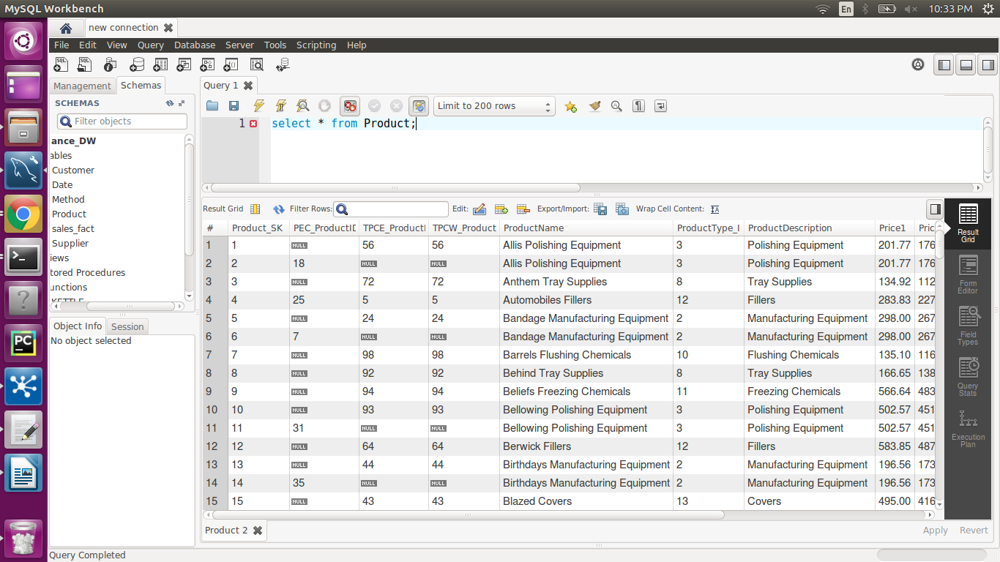 MySQL Workbench En 10:33 PM
new connection
File Edit View Query Database Server Tools Scripting Help
Management Schemas
SCHEMAS
Filter objects
ance_DW
ables
Customer
Date
Method
Product
sales_fact
Supplier
iews
tored Procedures
unctions
Object Info Session
No object selected
Query 1
Limit to 200 rows
1 select * from Product;
Result Grid Filter Rows: Edit: Export/Import: Wrap Cell Content: IA
# Product_SK PEC_ProductID TPCE_ProductI TPCW_Product ProductName ProductType_I ProductDescription Price1 Pric
1 1 NULL 56 56 Allis Polishing Equipment 3 Polishing Equipment 201.77 176
2 2 18 NULL NULL Allis Polishing Equipment 3 Polishing Equipment 201.77 176
3 3 NULL 72 72 Anthem Tray Supplies 8 Tray Supplies 134.92 112
4 4 25 5 5 Automobiles Fillers 12 Fillers 283.83 227
5 5 NULL 24 24 Bandage Manufacturing Equipment 2 Manufacturing Equipment 298.00 267
6 6 7 NULL NULL Bandage Manufacturing Equipment 2 Manufacturing Equipment 298.00 267
7 7 NULL 98 98 Barrels Flushing Chemicals 10 Flushing Chemicals 135.10 116
8 8 NULL 92 92 Behind Tray Supplies 8 Tray Supplies 166.65 138
9 9 NULL 94 94 Beliefs Freezing Chemicals 11 Freezing Chemicals 566.64 483
10 10 NULL 93 93 Bellowing Polishing Equipment 3 Polishing Equipment 502.57 451
11 11 31 NULL NULL Bellowing Polishing Equipment 3 Polishing Equipment 502.57 451
12 12 NULL 64 64 Berwick Fillers 12 Fillers 583.85 487
13 13 NULL 44 44 Birthdays Manufacturing Equipment 2 Manufacturing Equipment 196.56 173
14 14 35 NULL NULL Birthdays Manufacturing Equipment 2 Manufacturing Equipment 196.56 173
15 15 NULL 43 43 Blazed Covers 13 Covers 495.00 416
Result
Grid
Form
Editor
Field
Types
Query
Stats
Execution
Plan
Product 2 Apply Revert
Query Completed
PC